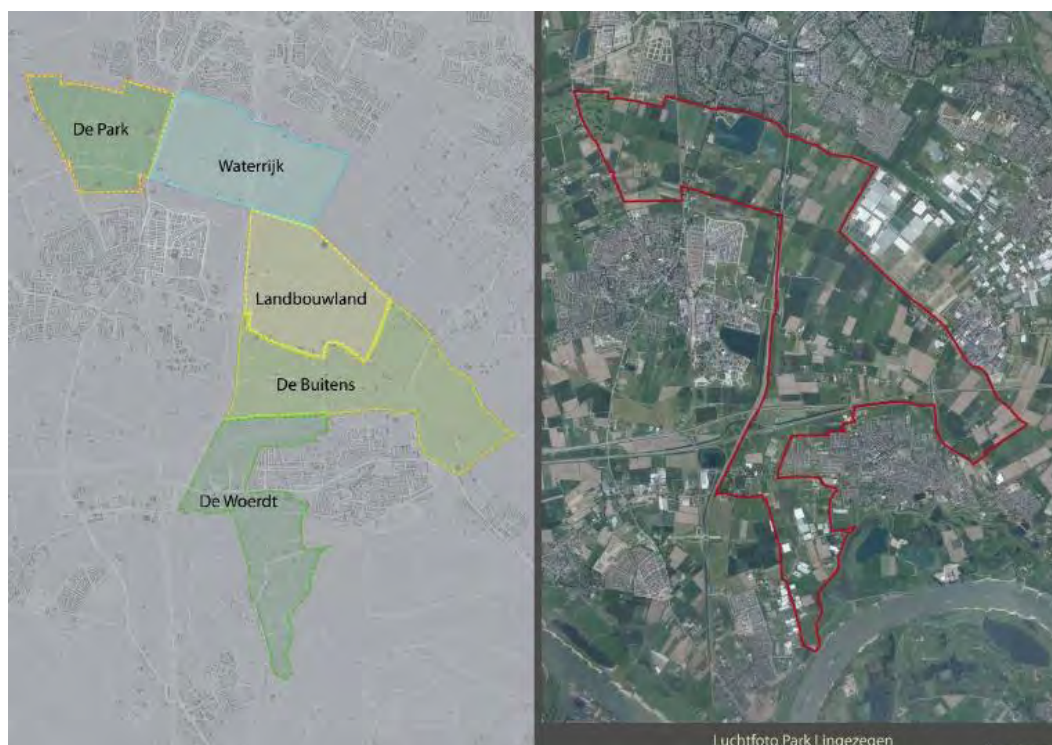 De Park
Waterrijk
Landbouwland
De Buitens
De Woerdt
Luchtfoto Park Lingezegen